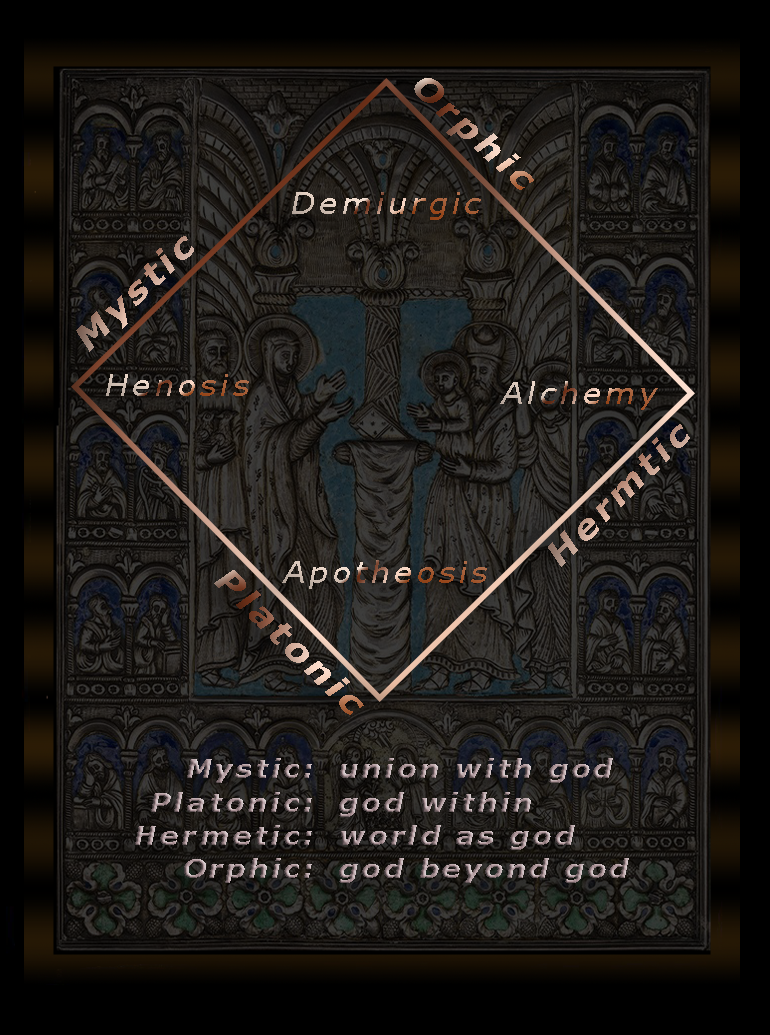 Orphic
Demiurgic
Mystic
Henosis
Alchemy
Hermtic
Apotheosis
Platonic
Mystic: union with god
Platonic: god within
Hermetic: world as god
Orphic: god beyond god